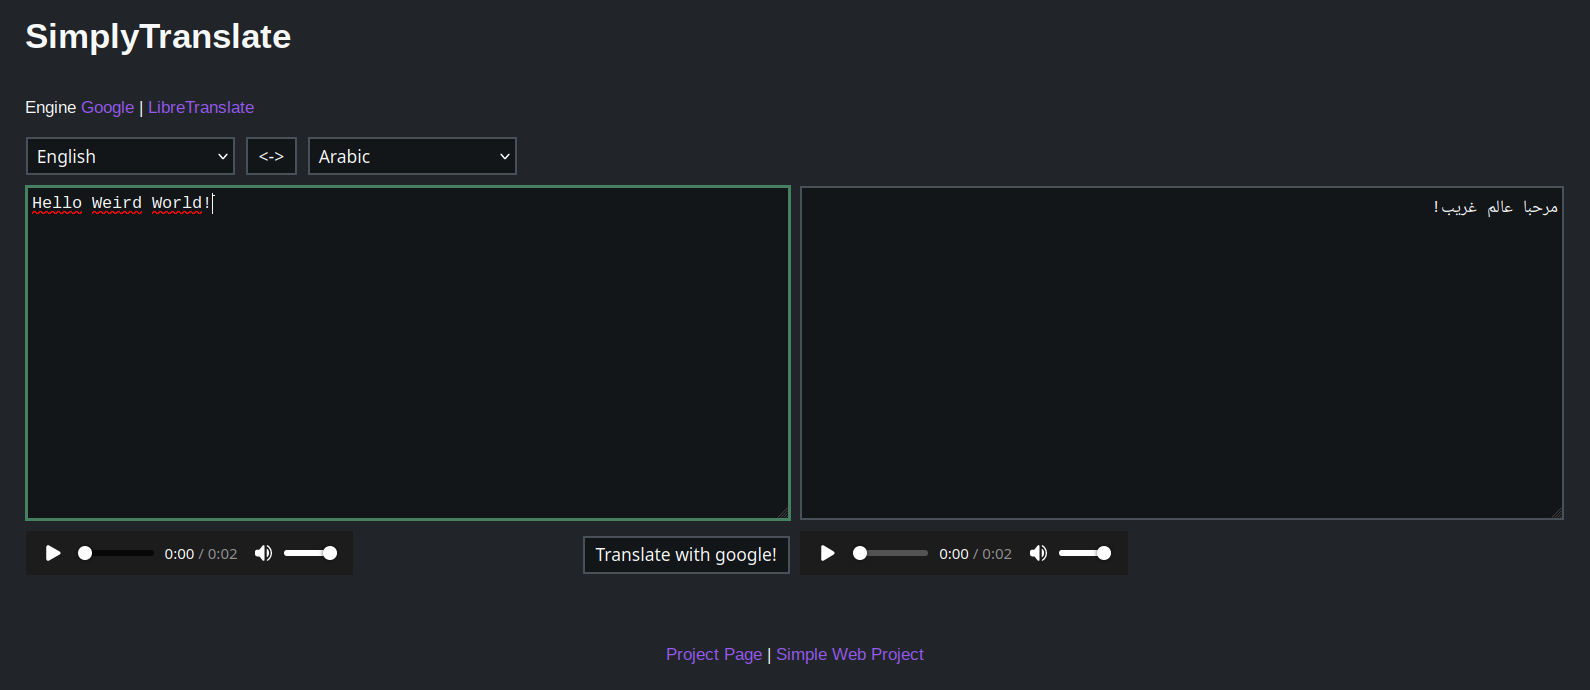 SimplyTranslate
Engine Google | LibreTranslate
English <-> Arabic
Hello Weird World!
مرحبا عالم غريب!
0:00 / 0:02
Translate with google!
0:00 / 0:02
Project Page | Simple Web Project